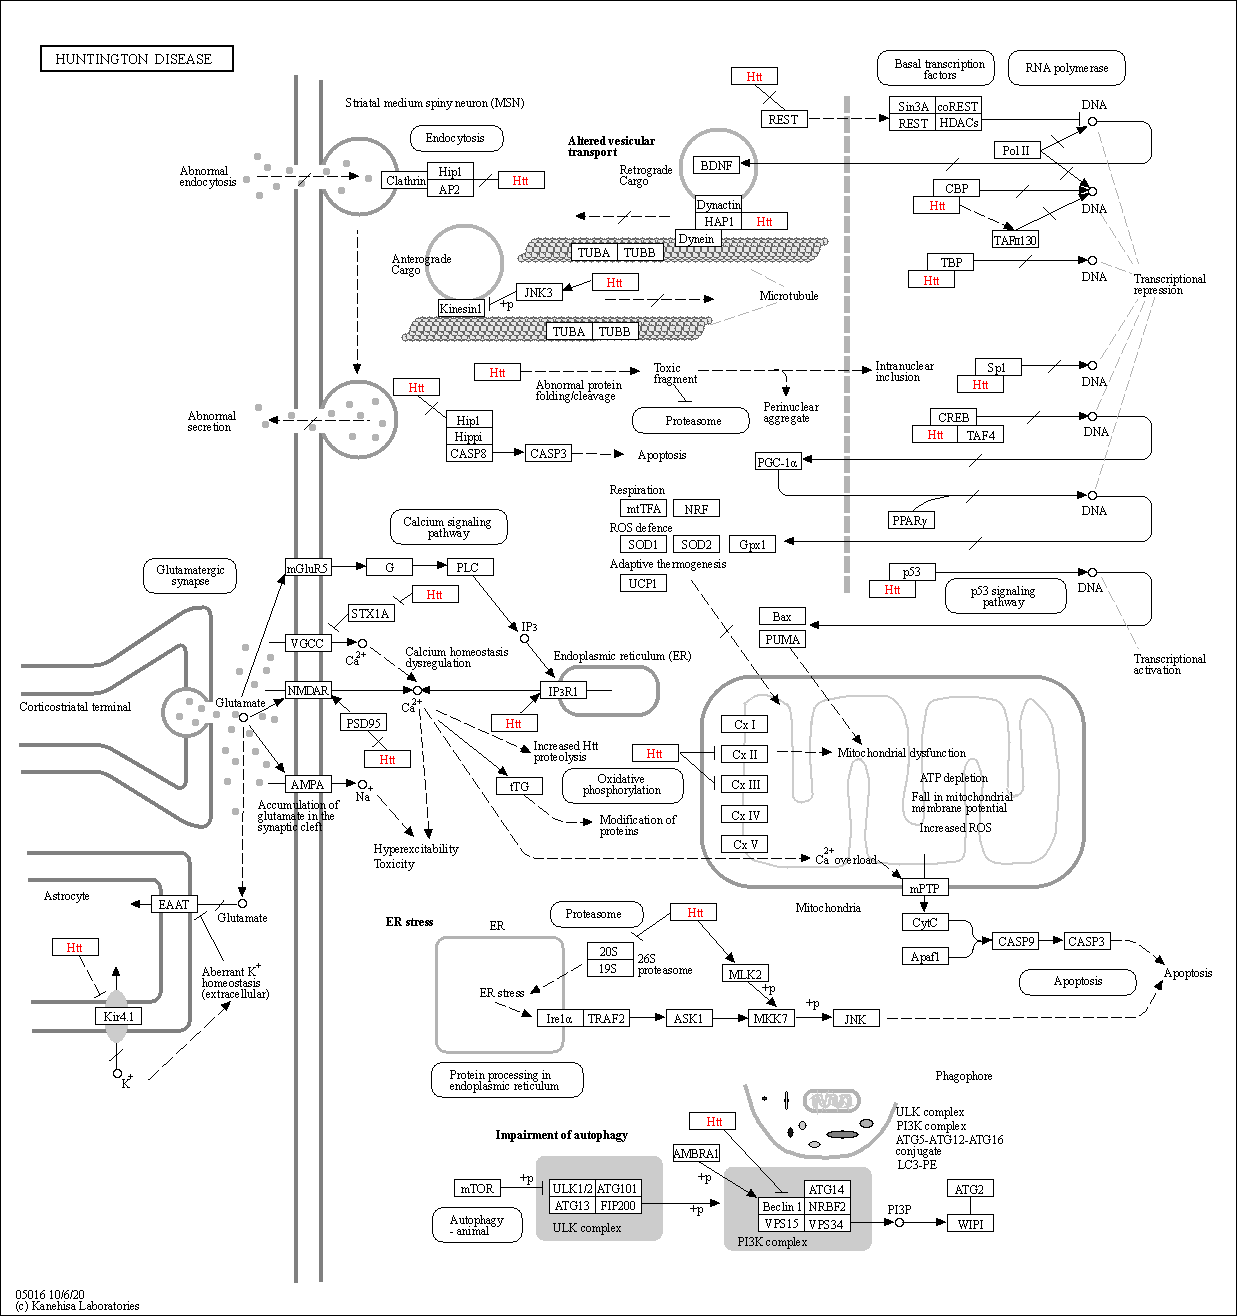 HUNTINGTON DISEASE
Striatal medium spiny neuron (MSN)
Endocytosis
Abnormal
endocytosis
Clathrin
Hip1
AP2
Htt
Altered vesicular
transport
Retrograde
Cargo
BDNF
Dynactin
HAP1
Htt
Dynein
TUBA
TUBB
Anterograde
Cargo
Kinesin1
+p
JNK3
Htt
Microtubule
TUBA
TUBB
Htt
REST
Basal transcription
factors
RNA polymerase
Sin3A
coREST
REST
HDACs
DNA
Pol II
CBP
Htt
TAFII130
DNA
TBP
Htt
DNA
Transcriptional
repression
Sp1
Htt
DNA
CREB
Htt
TAF4
DNA
PGC-1α
PPARγ
DNA
p53
Htt
p53 signaling
pathway
DNA
Transcriptional
activation
Htt
Abnormal protein
folding/cleavage
Toxic
fragment
Proteasome
Perinuclear
aggregate
Intranuclear
inclusion
Abnormal
secretion
Htt
Hip1
Hippi
CASP8
CASP3
Apoptosis
Respiration
mtTFA
NRF
ROS defence
SOD1
SOD2
Gpx1
Adaptive thermogenesis
UCP1
Bax
PUMA
Calcium signaling
pathway
Glutamatergic
synapse
mGluR5
G
PLC
Htt
STX1A
IP3
VGCC
Ca2+
Calcium homeostasis
dysregulation
Endoplasmic reticulum (ER)
NMDAR
Ca2+
IP3R1
Htt
PSD95
Htt
Corticostriatal terminal
Glutamate
AMPA
Na+
Accumulation of
glutamate in the
synaptic cleft
Increased Htt
proteolysis
tTG
Modification of
proteins
Hyperexcitability
Toxicity
Oxidative
phosphorylation
Htt
Cx I
Cx II
Cx III
Cx IV
Cx V
Mitochondrial dysfunction
ATP depletion
Fall in mitochondrial
membrane potential
Increased ROS
Ca2+ overload
mPTP
Mitochondria
CytC
Apaf1
CASP9
CASP3
Apoptosis
Apoptosis
Astrocyte
EAAT
Glutamate
Htt
Aberrant K+
homeostasis
(extracellular)
Kir4.1
K+
ER stress
ER
Proteasome
Htt
20S
19S
26S
proteasome
MLK2
+p
ER stress
Ire1α
TRAF2
ASK1
MKK7
+p
JNK
Protein processing in
endoplasmic reticulum
Phagophore
ULK complex
PI3K complex
ATG5-ATG12-ATG16
conjugate
LC3-PE
Impairment of autophagy
Htt
AMBRA1
+p
mTOR
+p
ULK1/2
ATG101
ATG13
FIP200
ULK complex
+p
ATG14
Beclin 1
NRBF2
VPS15
VPS34
PI3K complex
PI3P
ATG2
WIPI
Autophagy
- animal
05016 10/6/20
(c) Kanehisa Laboratories